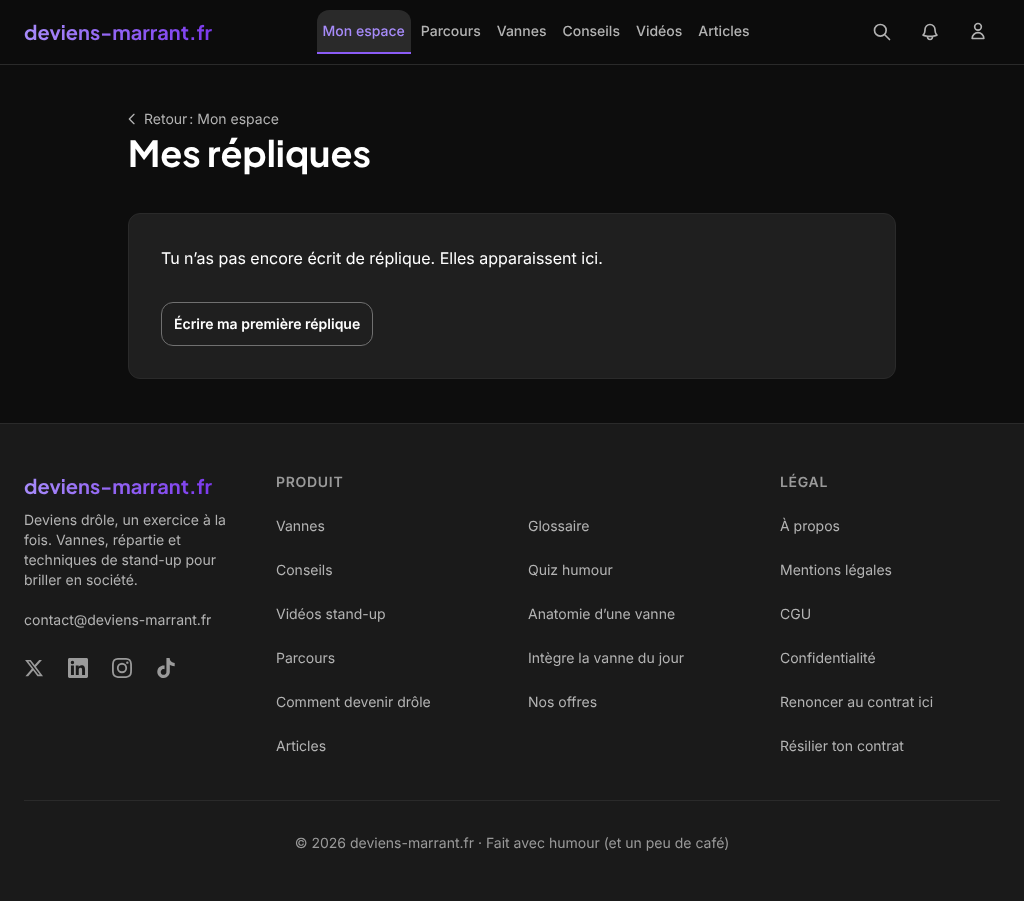 deviens-marrant.fr
Mon espace
Parcours
Vannes
Conseils
Vidéos
Articles
Retour : Mon espace
Mes répliques
Tu n’as pas encore écrit de réplique. Elles apparaissent ici.
Écrire ma première réplique
deviens-marrant.fr
Deviens drôle, un exercice à la
fois. Vannes, répartie et
techniques de stand-up pour
briller en société.
contact@deviens-marrant.fr
PRODUIT
Vannes
Conseils
Vidéos stand-up
Parcours
Comment devenir drôle
Articles
Glossaire
Quiz humour
Anatomie d’une vanne
Intègre la vanne du jour
Nos offres
LÉGAL
À propos
Mentions légales
CGU
Confidentialité
Renoncer au contrat ici
Résilier ton contrat
© 2026 deviens-marrant.fr · Fait avec humour (et un peu de café)